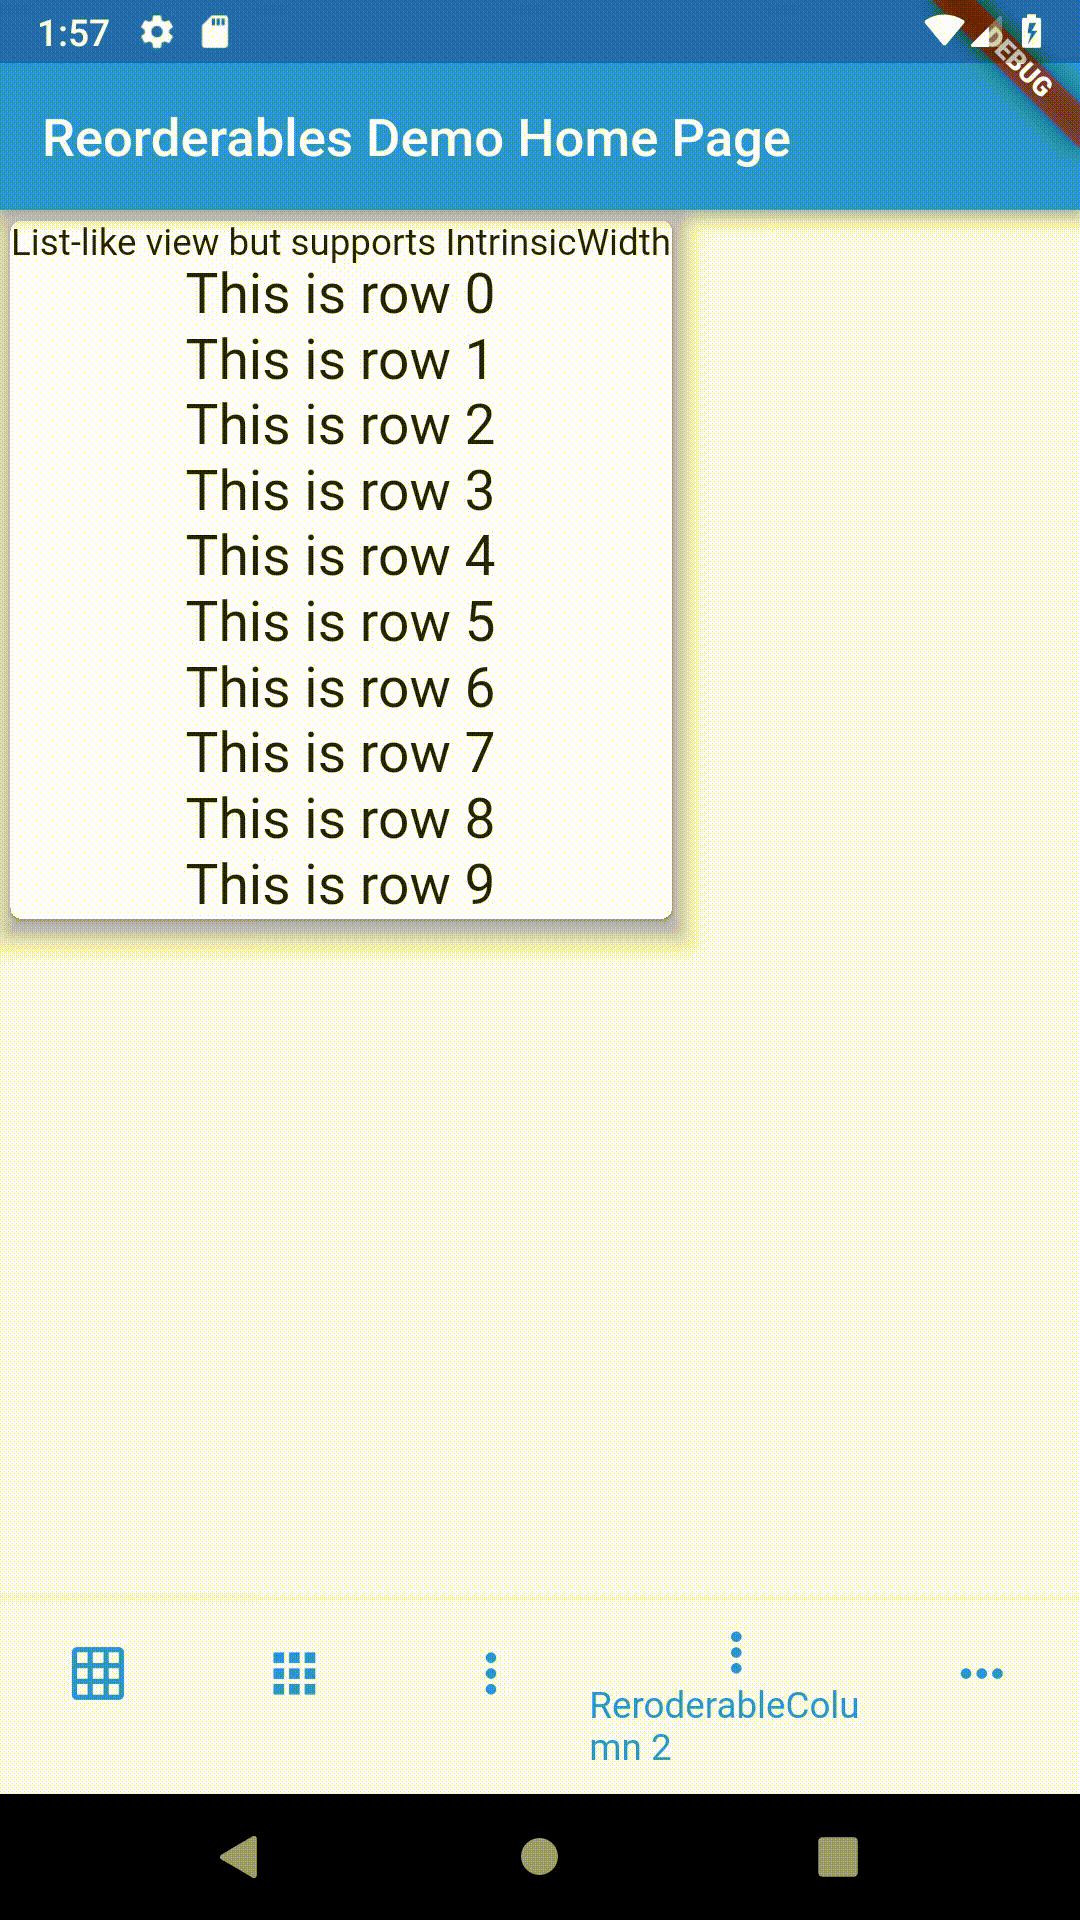 1:57
DEBUG
Reorderables Demo Home Page
List-like view but supports IntrinsicWidth
This is row 0
This is row 1
This is row 2
This is row 3
This is row 4
This is row 5
This is row 6
This is row 7
This is row 8
This is row 9
ReroderableColu
mn 2